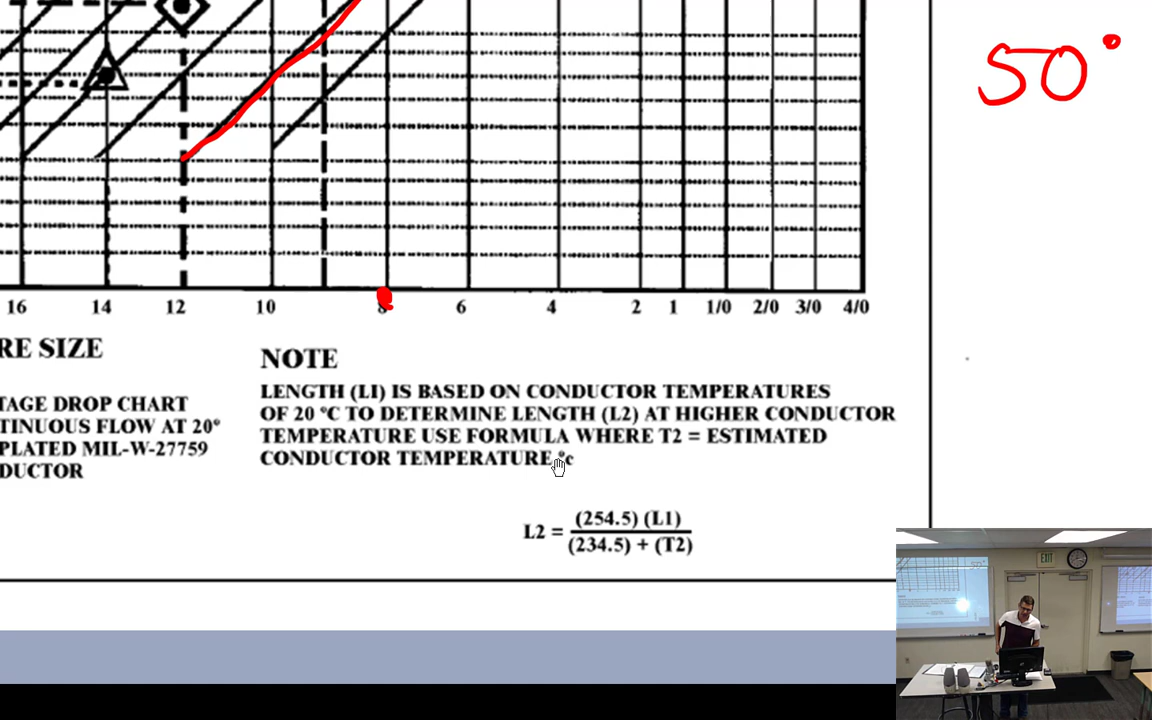 50°
16 14 12 10 8 6 4 2 1 1/0 2/0 3/0 4/0
RE SIZE
NOTE
TAGE DROP CHART
TINUOUS FLOW AT 20°
PLATED MIL-W-27759
DUCTOR
LENGTH (LI) IS BASED ON CONDUCTOR TEMPERATURES
OF 20 °C TO DETERMINE LENGTH (L2) AT HIGHER CONDUCTOR
TEMPERATURE USE FORMULA WHERE T2 = ESTIMATED
CONDUCTOR TEMPERATURE °c
L2 = (254.5) (L1)
(234.5) + (T2)
EXIT